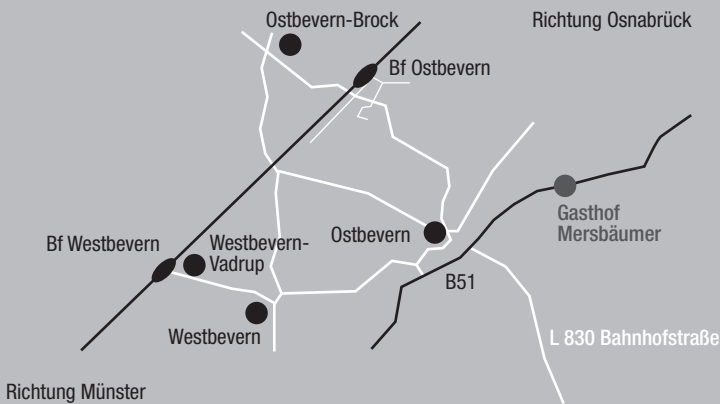 Ostbevern-Brock
Richtung Osnabrück
Bf Ostbevern
Gasthof
Mersbäumer
Ostbevern
Bf Westbevern
Westbevern-
Vadrup
B51
Westbevern
L 830 Bahnhofstraße
Richtung Münster